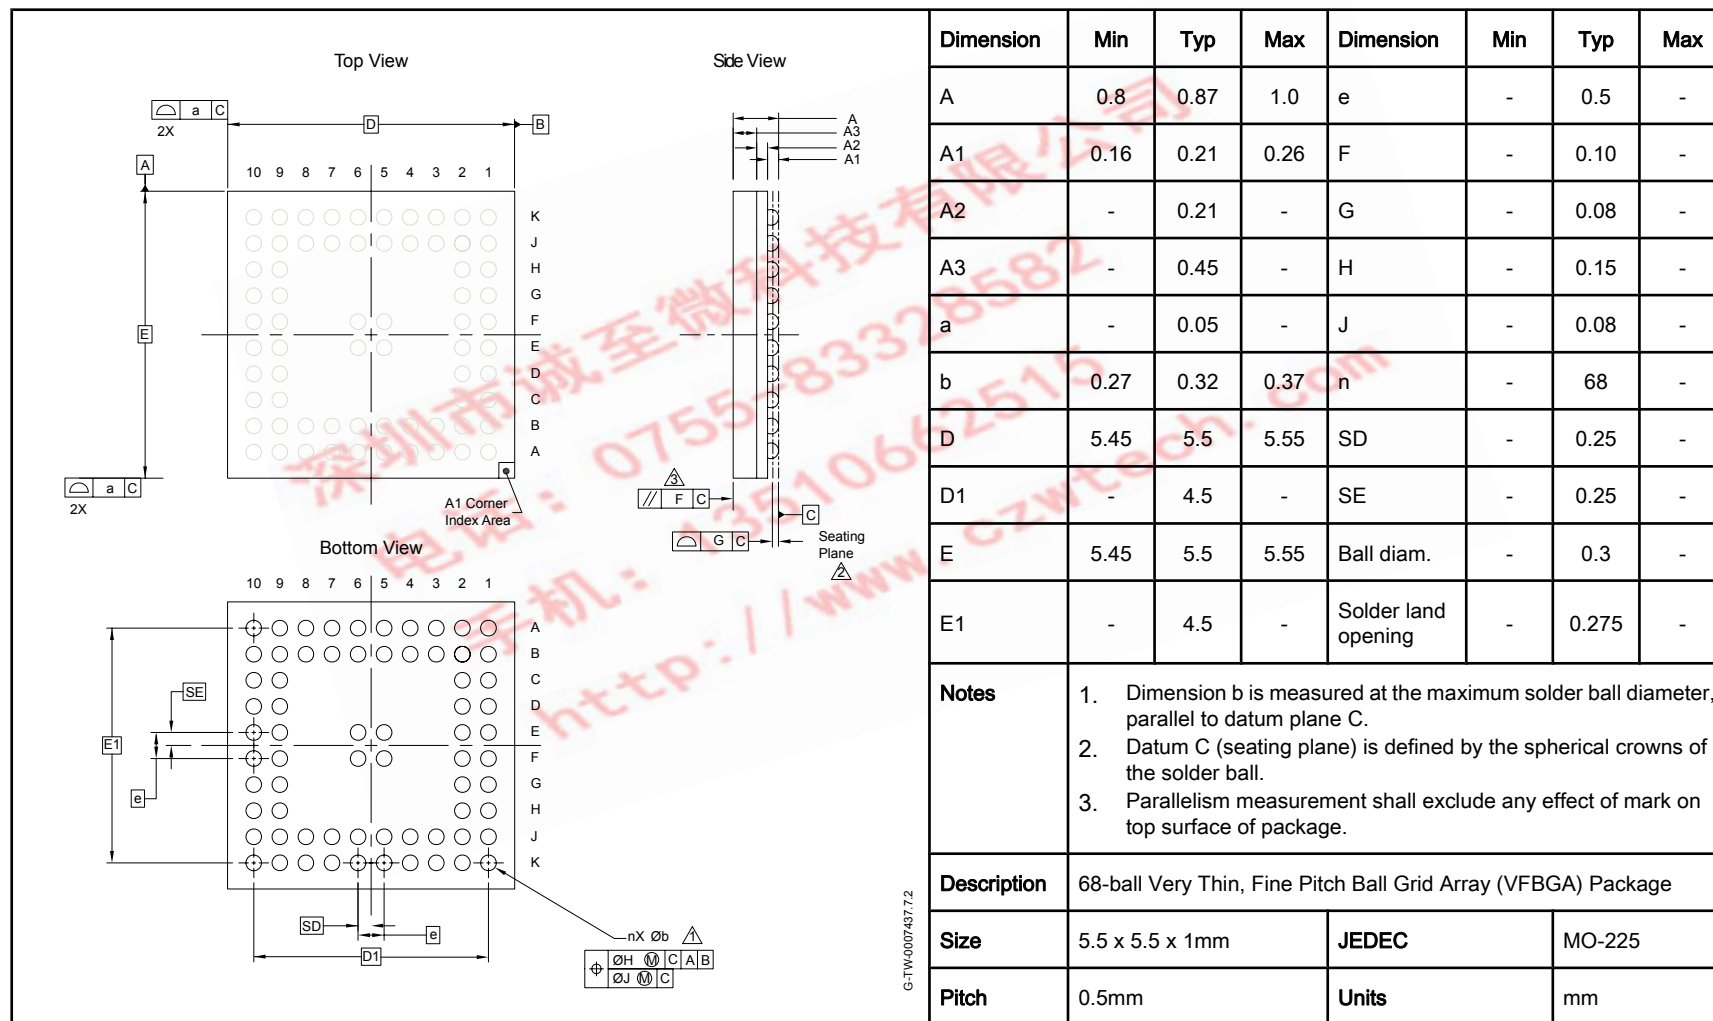 Top View
Side View
a C
2X
D
B
A
10 9 8 7 6 5 4 3 2 1
K
J
H
G
F
E
D
C
B
A
E
a C
2X
A1 Corner
Index Area
A
A3
A2
A1
3
// F C
G C
C
Seating
Plane
2
Bottom View
10 9 8 7 6 5 4 3 2 1
A
B
C
D
E
F
G
H
J
K
SE
E1
e
SD
e
D1
nX Øb 1
ØH M C A B
ØJ M C
G-TW-0007437.7.2
Dimension Min Typ Max Dimension Min Typ Max
A 0.8 0.87 1.0 e - 0.5 -
A1 0.16 0.21 0.26 F - 0.10 -
A2 - 0.21 - G - 0.08 -
A3 - 0.45 - H - 0.15 -
a - 0.05 - J - 0.08 -
b 0.27 0.32 0.37 n - 68 -
D 5.45 5.5 5.55 SD - 0.25 -
D1 - 4.5 - SE - 0.25 -
E 5.45 5.5 5.55 Ball diam. - 0.3 -
E1 - 4.5 - Solder land
opening - 0.275 -
Notes 1. Dimension b is measured at the maximum solder ball diameter,
parallel to datum plane C.
2. Datum C (seating plane) is defined by the spherical crowns of
the solder ball.
3. Parallelism measurement shall exclude any effect of mark on
top surface of package.
Description 68-ball Very Thin, Fine Pitch Ball Grid Array (VFBGA) Package
Size 5.5 x 5.5 x 1mm JEDEC MO-225
Pitch 0.5mm Units mm
深圳市诚至微科技有限公司
电话: 0755-83328582
手机: 13510662515
http://www.czwtech.com